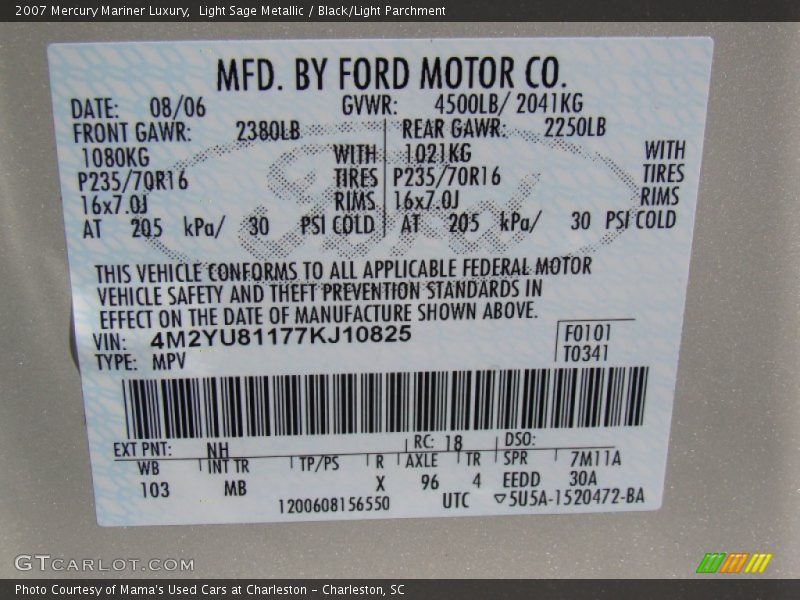 2007 Mercury Mariner Luxury, Light Sage Metallic / Black/Light Parchment
MFD. BY FORD MOTOR CO.
DATE: 08/06 GVWR: 4500LB/ 2041KG
FRONT GAWR: 2380LB REAR GAWR: 2250LB
1080KG WITH 1021KG WITH
P235/70R16 TIRES P235/70R16 TIRES
16x7.0J RIMS 16x7.0J RIMS
AT 205 kPa/ 30 PSI COLD AT 205 kPa/ 30 PSI COLD
Ford
THIS VEHICLE CONFORMS TO ALL APPLICABLE FEDERAL MOTOR
VEHICLE SAFETY AND THEFT PREVENTION STANDARDS IN
EFFECT ON THE DATE OF MANUFACTURE SHOWN ABOVE.
VIN: 4M2YU81177KJ10825 F0101
TYPE: MPV T0341
EXT PNT: NH RC: 18 DSO:
WB INT TR TP/PS R AXLE TR SPR 7M11A
103 MB X 96 4 EEDD 30A
1200608156550 UTC ▽5U5A-1520472-BA
GTCARLOT.COM
Photo Courtesy of Mama's Used Cars at Charleston - Charleston, SC